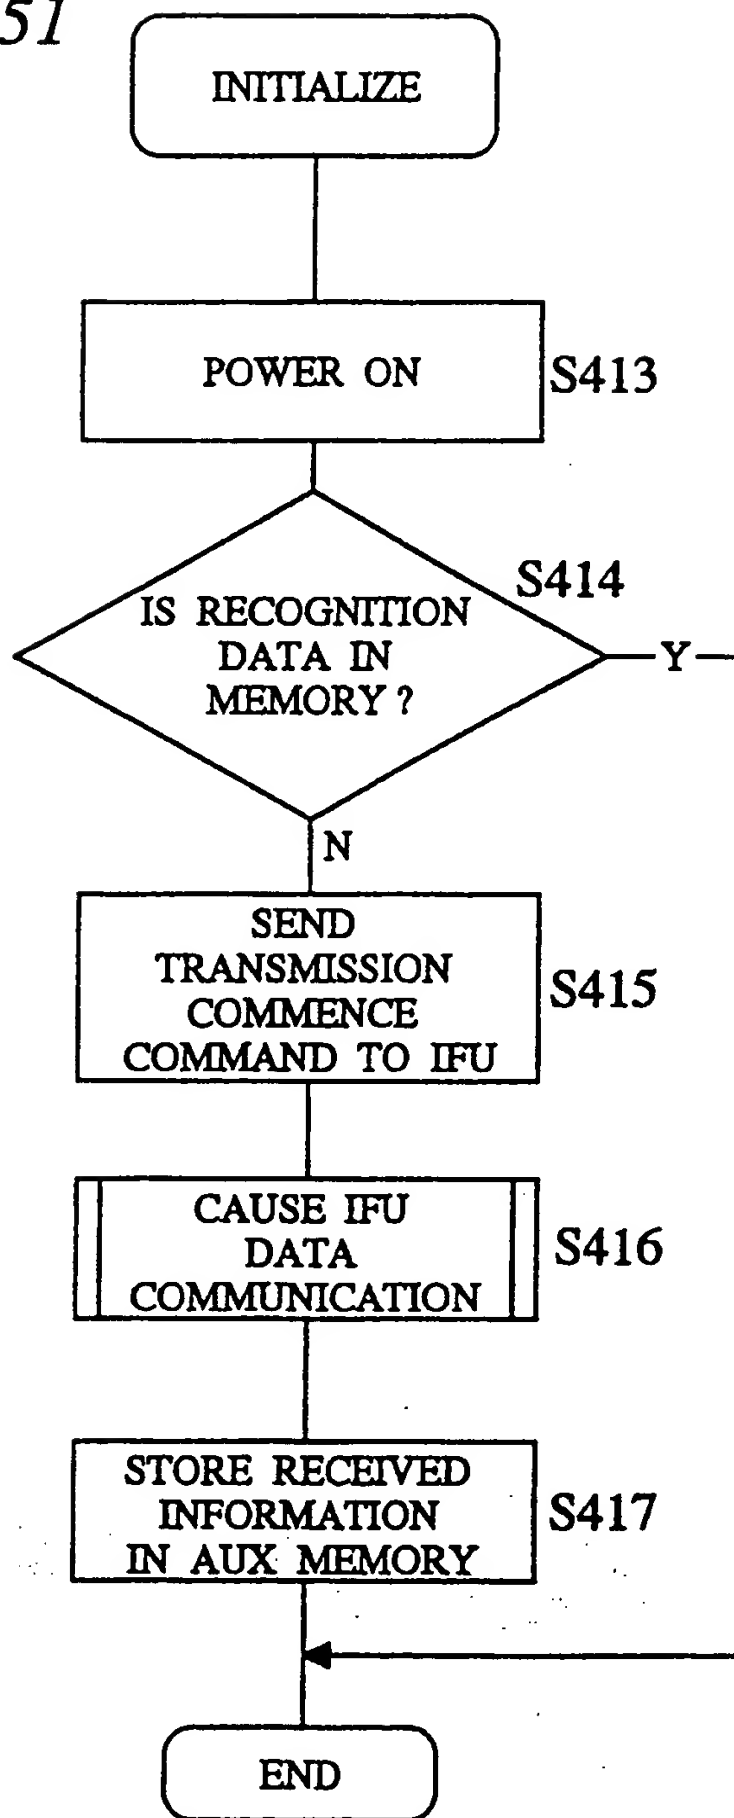 51
INITIALIZE
POWER ON
S413
S414
IS RECOGNITION
DATA IN
MEMORY?
Y
N
SEND
TRANSMISSION
COMMENCE
COMMAND TO IFU
S415
CAUSE IFU
DATA
COMMUNICATION
S416
STORE RECEIVED
INFORMATION
IN AUX MEMORY
S417
END